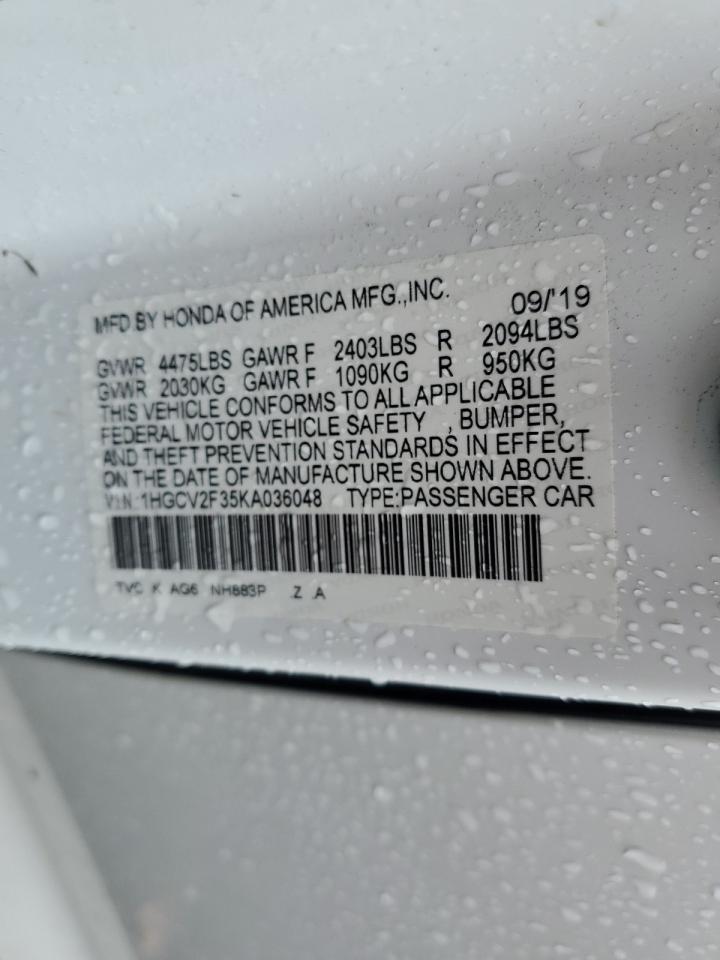 MFD BY HONDA OF AMERICA MFG.,INC. 09/'19
GVWR 4475LBS GAWR F 2403LBS R 2094LBS
GVWR 2030KG GAWR F 1090KG R 950KG
THIS VEHICLE CONFORMS TO ALL APPLICABLE
FEDERAL MOTOR VEHICLE SAFETY , BUMPER,
AND THEFT PREVENTION STANDARDS IN EFFECT
ON THE DATE OF MANUFACTURE SHOWN ABOVE.
VIN:1HGCV2F35KA036048 TYPE:PASSENGER CAR
TVC K AG6 NH883P Z A